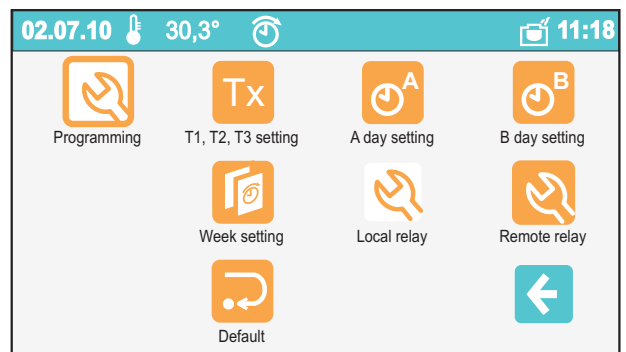 02.07.10 30,3° 11:18
Tx A B
Programming T1, T2, T3 setting A day setting B day setting
Week setting Local relay Remote relay
Default